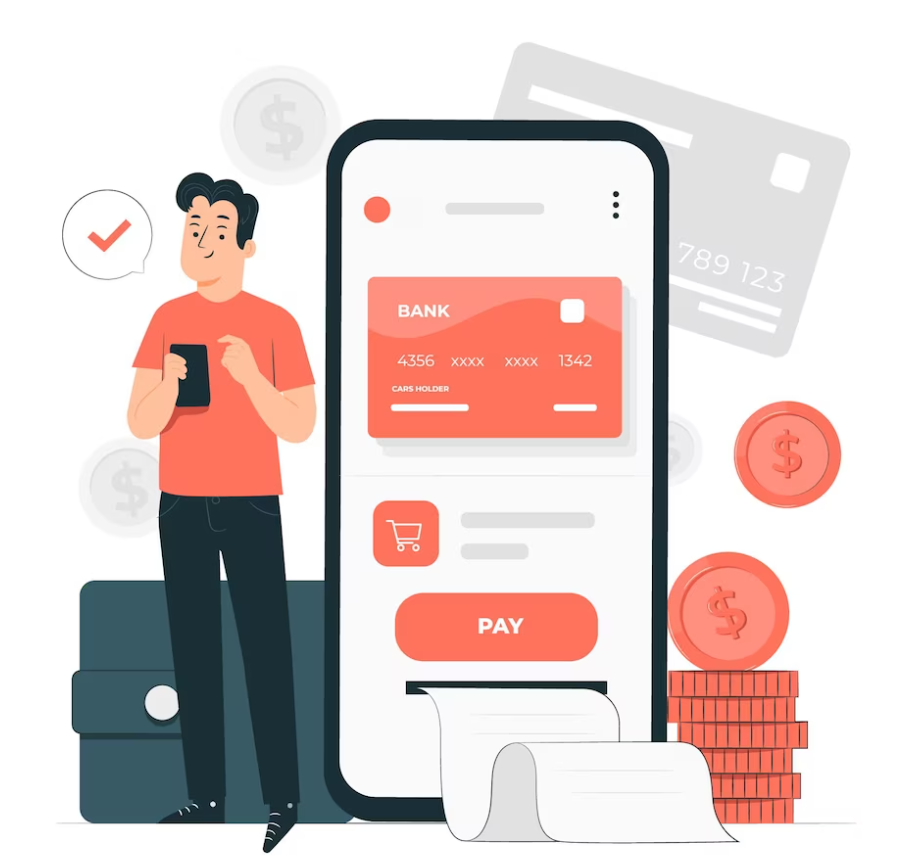 789 123
BANK
4356 xxxx xxxx 1342
CARS HOLDER
PAY
$
$
$
$
$